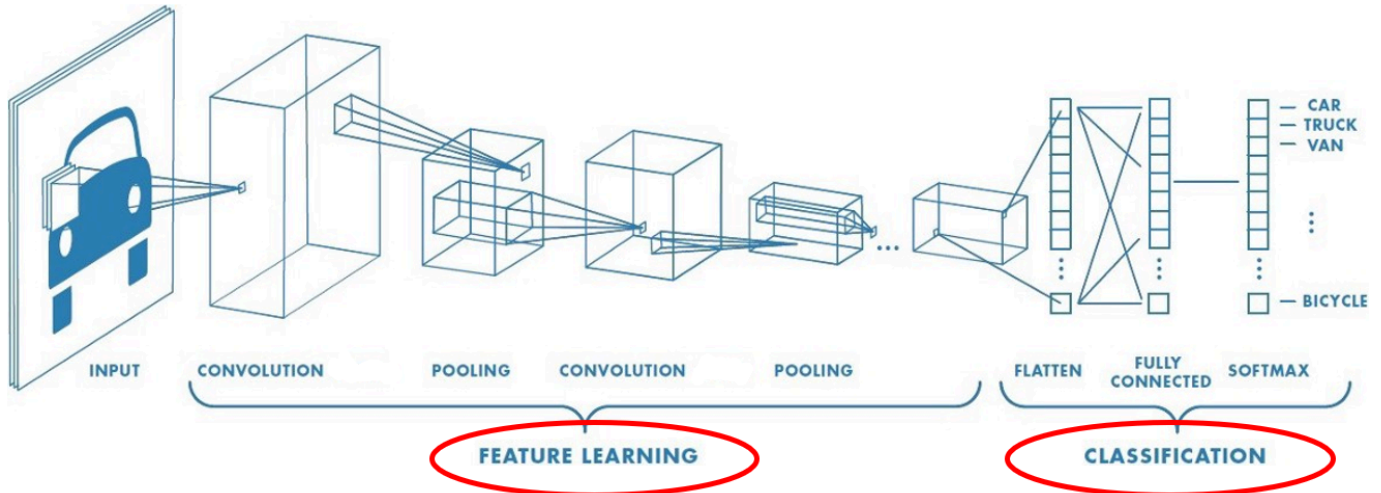 — CAR
— TRUCK
— VAN
— BICYCLE
INPUT
CONVOLUTION
POOLING
CONVOLUTION
POOLING
FLATTEN
FULLY
CONNECTED
SOFTMAX
FEATURE LEARNING
CLASSIFICATION